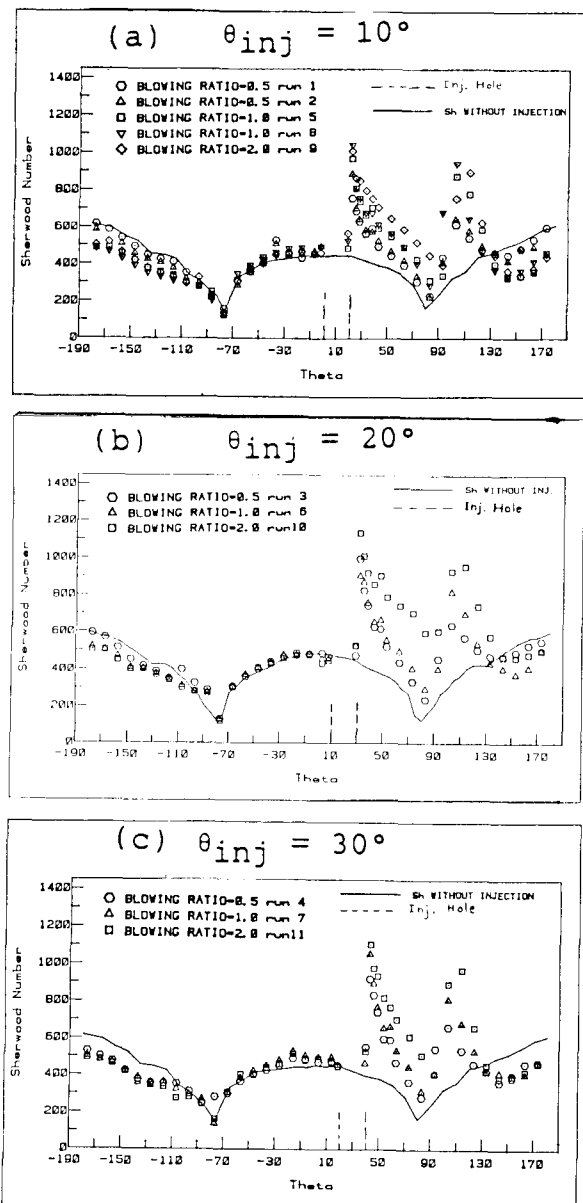 (a) θinj = 10°
1400
1200
1000
800
600
400
200
0
Sherwood Number
BLOWING RATIO=0.5 run 1
BLOWING RATIO=0.5 run 2
BLOWING RATIO=1.0 run 5
BLOWING RATIO=1.0 run 8
BLOWING RATIO=2.0 run 9
Inj. Hole
Sh WITHOUT INJECTION
-190 -150 -110 -70 -30 10 50 90 130 170
Theta
(b) θinj = 20°
1400
1200
1000
800
600
400
200
0
Sherwood Number
BLOWING RATIO=0.5 run 3
BLOWING RATIO=1.0 run 6
BLOWING RATIO=2.0 run10
Sh WITHOUT INJ.
Inj. Hole
-190 -150 -110 -70 -30 10 50 90 130 170
Theta
(c) θinj = 30°
1400
1200
1000
800
600
400
200
0
Sherwood Number
BLOWING RATIO=0.5 run 4
BLOWING RATIO=1.0 run 7
BLOWING RATIO=2.0 run11
Sh WITHOUT INJECTION
Inj. Hole
-190 -150 -110 -70 -30 10 50 90 130 170
Theta